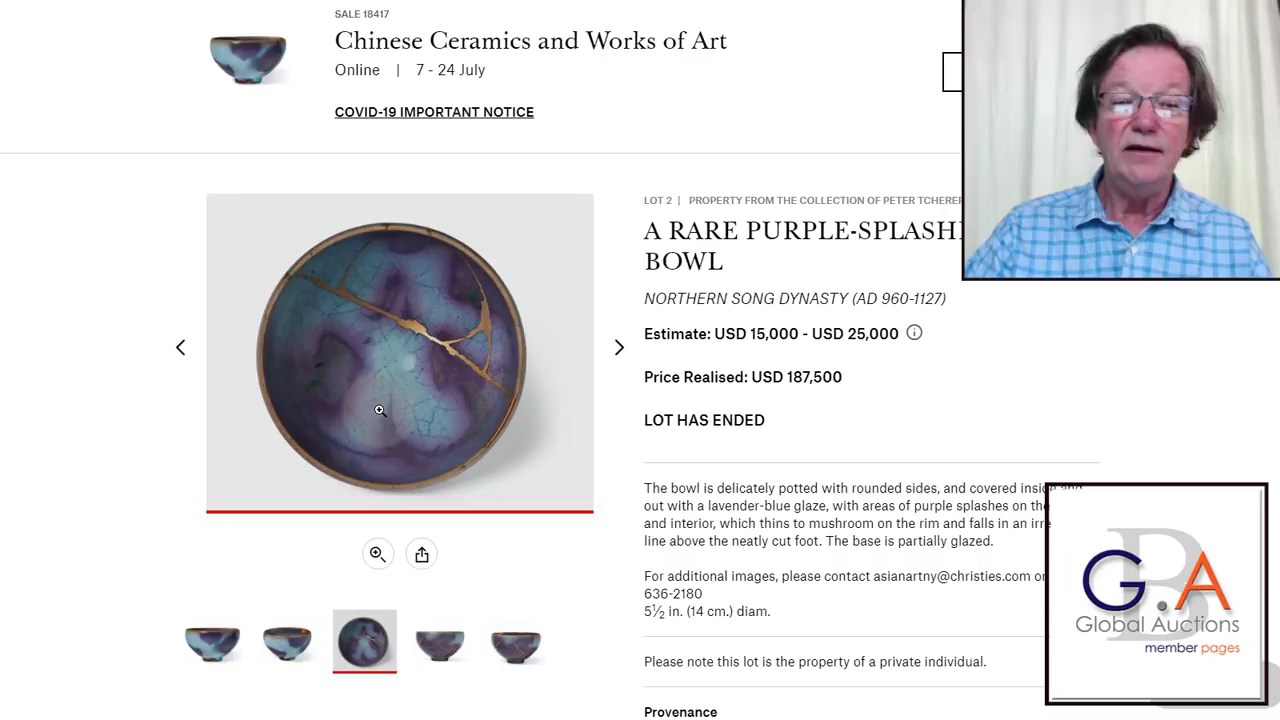 SALE 18417
Chinese Ceramics and Works of Art
Online | 7 - 24 July
COVID-19 IMPORTANT NOTICE
LOT 2 | PROPERTY FROM THE COLLECTION OF PETER
A RARE PURPLE-SPLASH
BOWL
NORTHERN SONG DYNASTY (AD 960-1127)
Estimate: USD 15,000 - USD 25,000
Price Realised: USD 187,500
LOT HAS ENDED
The bowl is delicately potted with rounded sides, and covered inside and
out with a lavender-blue glaze, with areas of purple splashes on the
and interior, which thins to mushroom on the rim and falls in an irre
line above the neatly cut foot. The base is partially glazed.
For additional images, please contact asianartny@christies.com or
636-2180
5½ in. (14 cm.) diam.
Please note this lot is the property of a private individual.
Provenance
B
G.A
Global Auctions
member pages